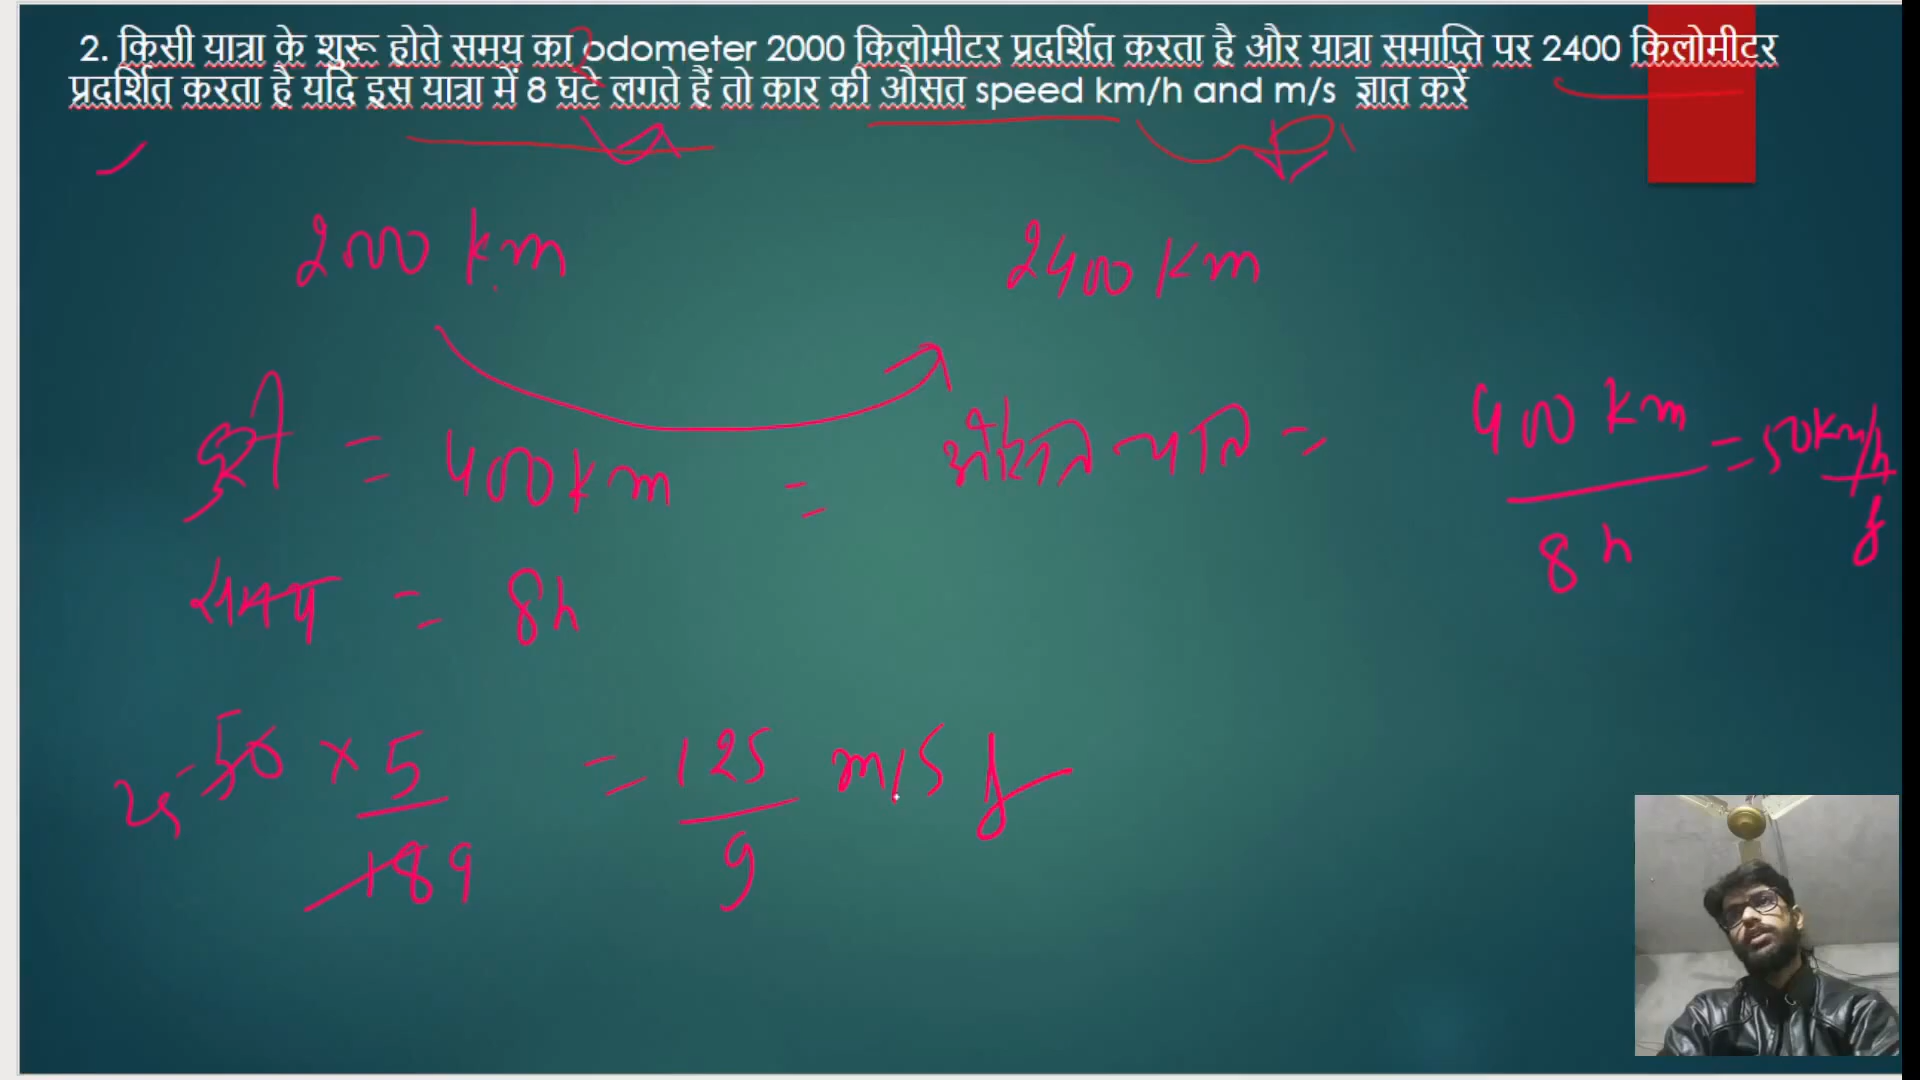 2. किसी यात्रा के शुरू होते समय का odometer 2000 किलोमीटर प्रदर्शित करता है और यात्रा समाप्ति पर 2400 किलोमीटर
प्रदर्शित करता है यदि इस यात्रा में 8 घंटे लगते हैं तो कार की औसत speed km/h and m/s ज्ञात करें
2000 km 2400 km
दूरी = 400 km = औसत चाल = 400 km / 8 h = 50 km/h
समय = 8h
25 50 × 5 / 18 9 = 125 / 9 m/s